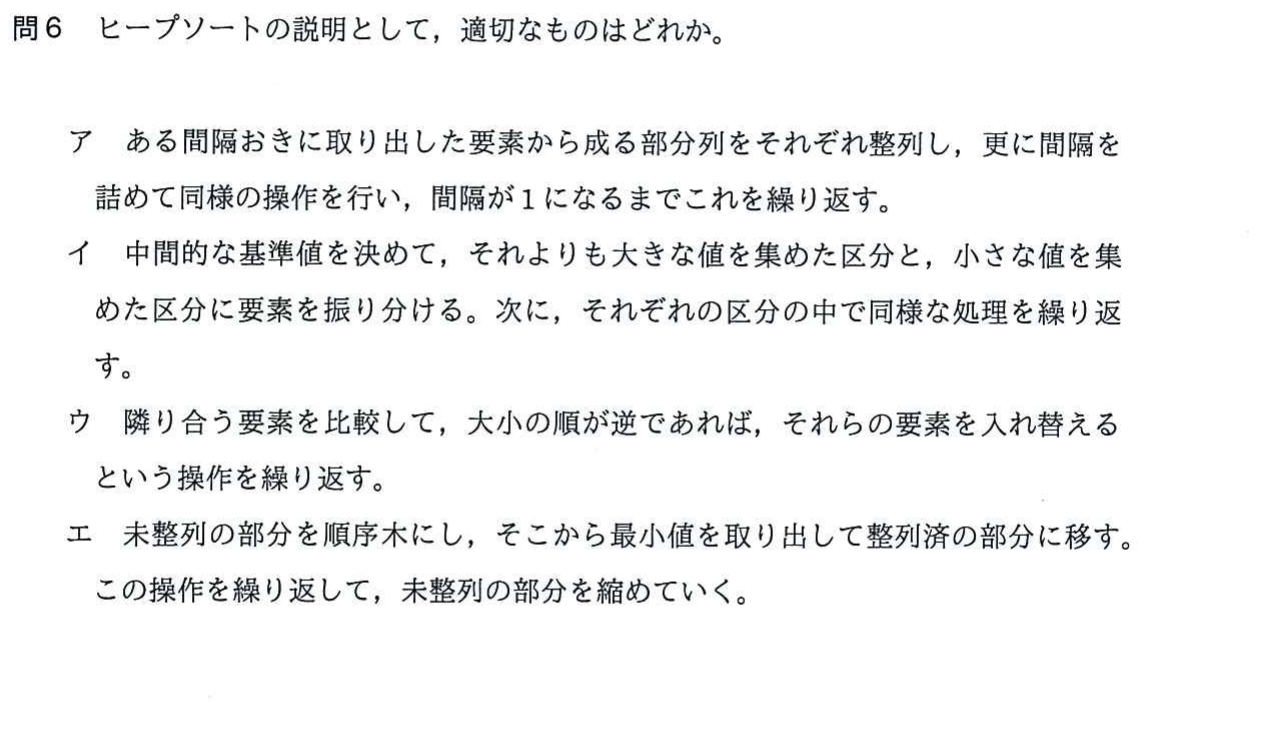 問6　ヒープソートの説明として，適切なものはどれか。
ア　ある間隔おきに取り出した要素から成る部分列をそれぞれ整列し，更に間隔を
詰めて同様の操作を行い，間隔が1になるまでこれを繰り返す。
イ　中間的な基準値を決めて，それよりも大きな値を集めた区分と，小さな値を集
めた区分に要素を振り分ける。次に，それぞれの区分の中で同様な処理を繰り返
す。
ウ　隣り合う要素を比較して，大小の順が逆であれば，それらの要素を入れ替える
という操作を繰り返す。
エ　未整列の部分を順序木にし，そこから最小値を取り出して整列済の部分に移す。
この操作を繰り返して，未整列の部分を縮めていく。